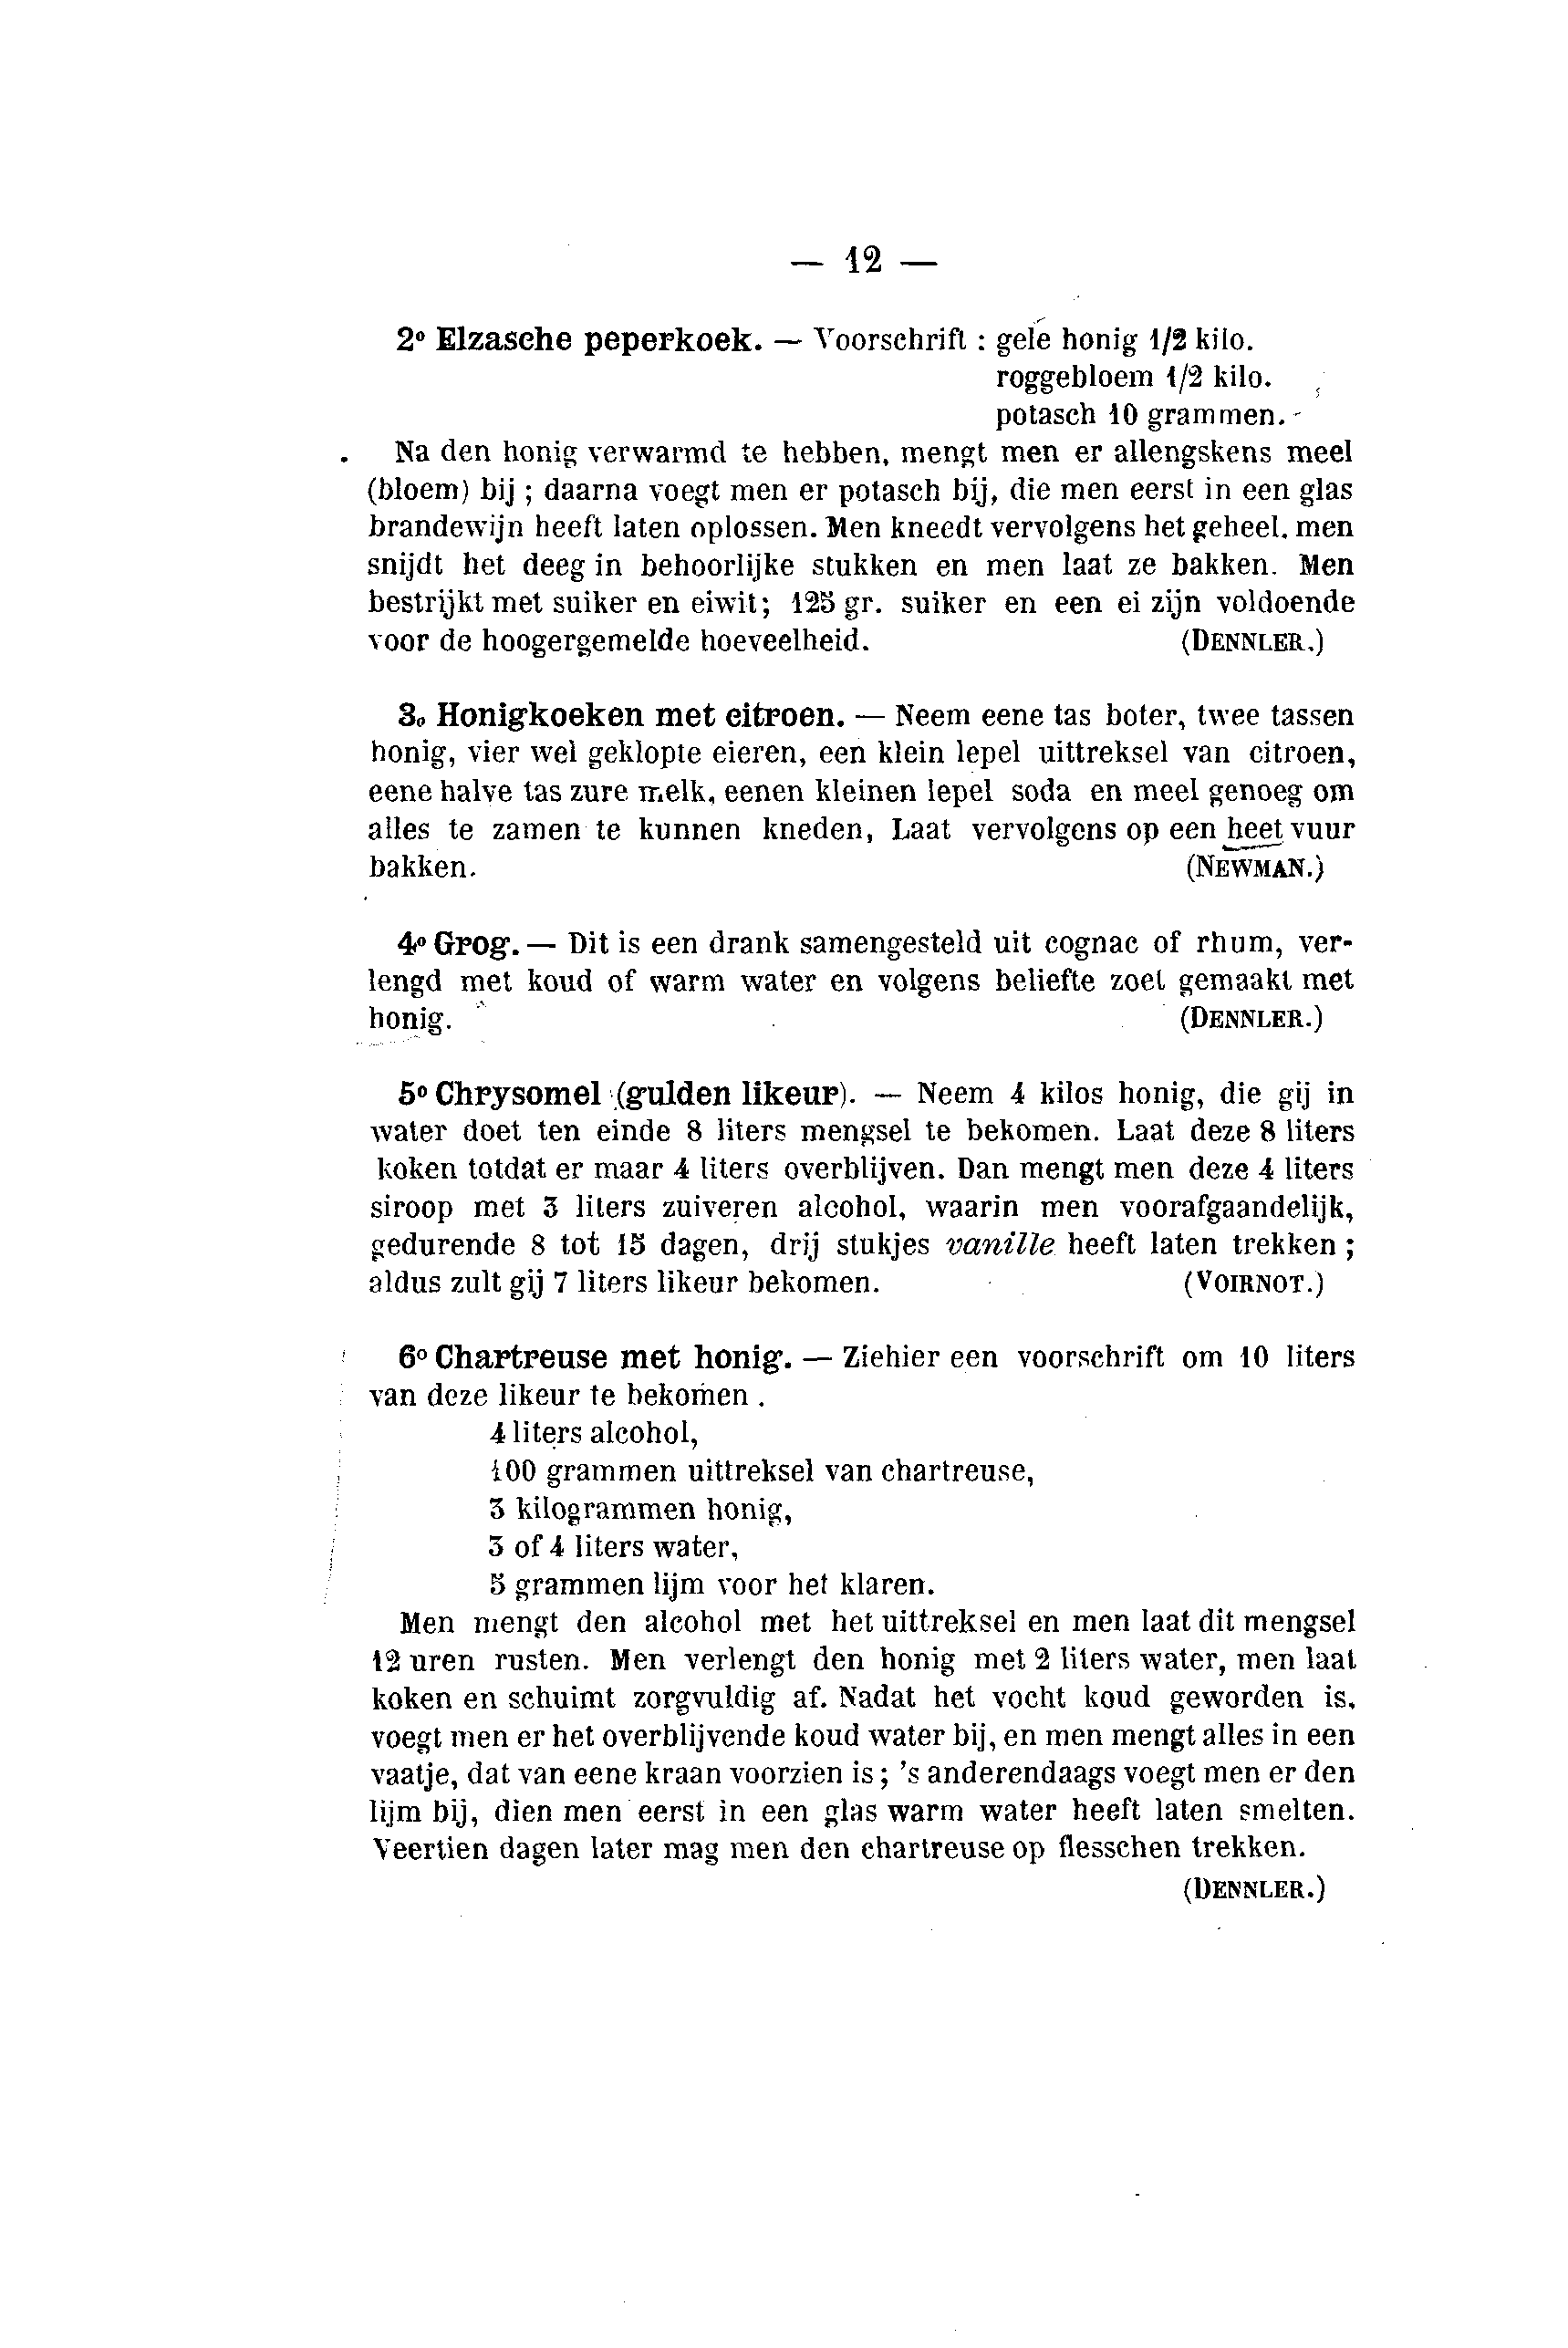 — 12 —
2º Elzasche peperkoek. — Voorschrift : gele honig 1/2 kilo.
roggebloem 1/2 kilo.
potasch 10 grammen.
Na den honig verwarmd te hebben, mengt men er allengskens meel
(bloem) bij ; daarna voegt men er potasch bij, die men eerst in een glas
brandewijn heeft laten oplossen. Men kneedt vervolgens het geheel, men
snijdt het deeg in behoorlijke stukken en men laat ze bakken. Men
bestrijkt met suiker en eiwit; 125 gr. suiker en een ei zijn voldoende
voor de hoogergemelde hoeveelheid. (DENNLER.)
3º Honigkoeken met citroen. — Neem eene tas boter, twee tassen
honig, vier wel geklopte eieren, een klein lepel uittreksel van citroen,
eene halve tas zure melk, eenen kleinen lepel soda en meel genoeg om
alles te zamen te kunnen kneden, Laat vervolgens op een heet vuur
bakken. (NEWMAN.)
4º Grog. — Dit is een drank samengesteld uit cognac of rhum, ver-
lengd met koud of warm water en volgens beliefte zoet gemaakt met
honig. (DENNLER.)
5º Chrysomel (gulden likeur). — Neem 4 kilos honig, die gij in
water doet ten einde 8 liters mengsel te bekomen. Laat deze 8 liters
koken totdat er maar 4 liters overblijven. Dan mengt men deze 4 liters
siroop met 3 liters zuiveren alcohol, waarin men voorafgaandelijk,
gedurende 8 tot 15 dagen, drij stukjes vanille heeft laten trekken ;
aldus zult gij 7 liters likeur bekomen. (VOIRNOT.)
6º Chartreuse met honig. — Ziehier een voorschrift om 10 liters
van deze likeur te bekomen .
4 liters alcohol,
100 grammen uittreksel van chartreuse,
3 kilogrammen honig,
3 of 4 liters water,
5 grammen lijm voor het klaren.
Men mengt den alcohol met het uittreksel en men laat dit mengsel
12 uren rusten. Men verlengt den honig met 2 liters water, men laat
koken en schuimt zorgvuldig af. Nadat het vocht koud geworden is,
voegt men er het overblijvende koud water bij, en men mengt alles in een
vaatje, dat van eene kraan voorzien is ; 's anderendaags voegt men er den
lijm bij, dien men eerst in een glas warm water heeft laten smelten.
Veertien dagen later mag men den chartreuse op flesschen trekken.
(DENNLER.)